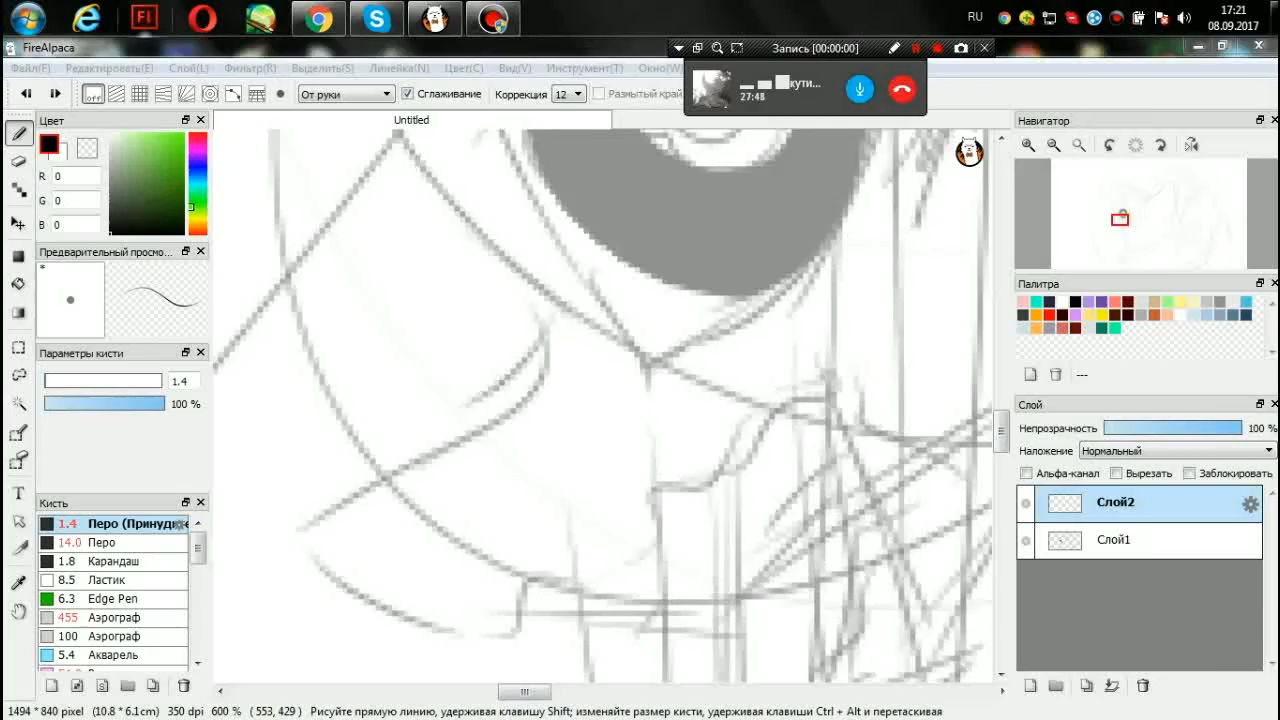 RU
17:21
08.09.2017
FireAlpaca
Запись [00:00:00]
Файл(F) Редактировать(E) Слой(L) Фильтр(R) Выделить(S) Линейка(N) Цвет(C) Вид(V) Инструмент(T) Окно(W)
кути...
27:48
off
От руки
Сглаживание
Коррекция 12
Размытый край
Цвет
Untitled
Навигатор
R 0
G 0
B 0
Предварительный просмо...
*
Палитра
Параметры кисти
1.4
100 %
---
Слой
Непрозрачность 100 %
Наложение Нормальный
Альфа-канал Вырезать Заблокировать
Слой2
Слой1
Кисть
1.4 Перо (Принудите
14.0 Перо
1.8 Карандаш
8.5 Ластик
6.3 Edge Pen
455 Аэрограф
100 Аэрограф
5.4 Акварель
1494 * 840 pixel (10.8 * 6.1cm) 350 dpi 600 % ( 553, 429 ) Рисуйте прямую линию, удерживая клавишу Shift; изменяйте размер кисти, удерживая клавиши Ctrl + Alt и перетаскивая